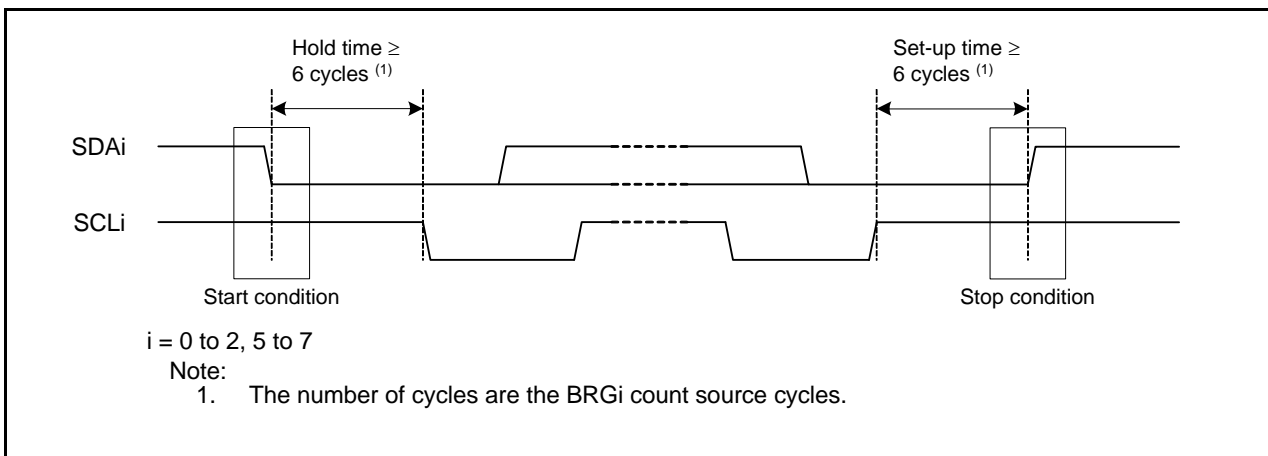 Hold time ≥
6 cycles (1)
Set-up time ≥
6 cycles (1)
SDAi
SCLi
Start condition
Stop condition
i = 0 to 2, 5 to 7
Note:
1. The number of cycles are the BRGi count source cycles.